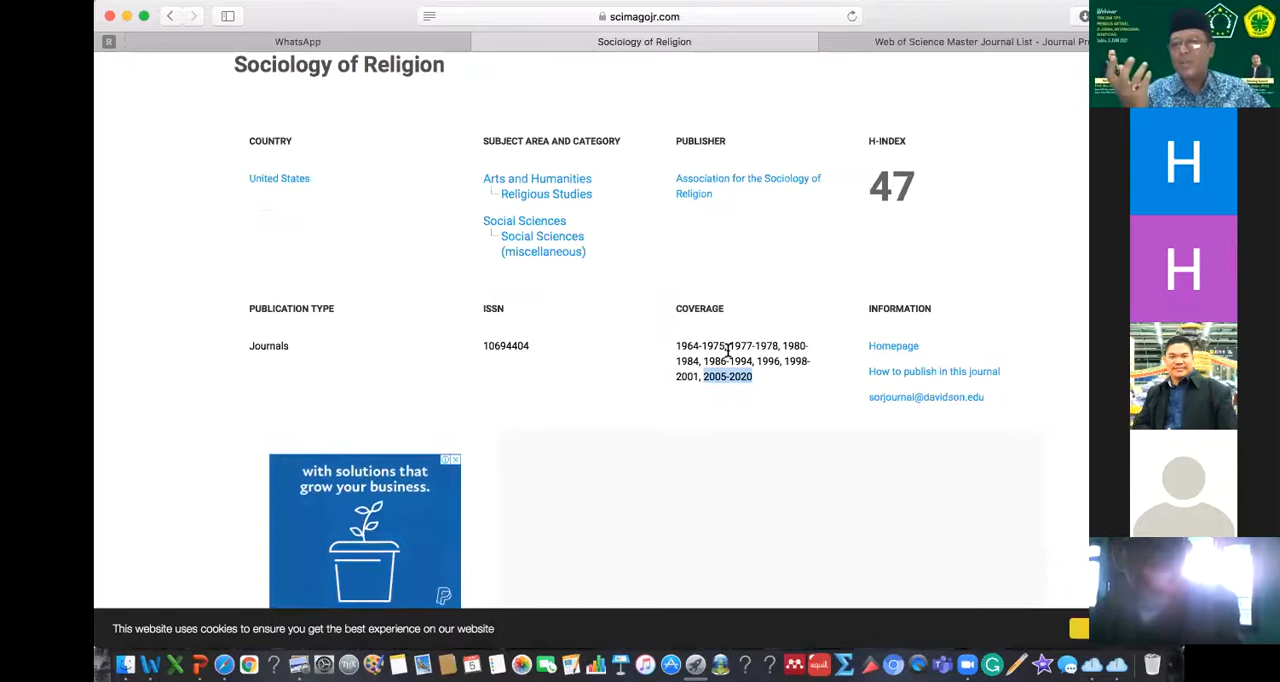 scimagojr.com
WhatsApp
Sociology of Religion
Web of Science Master Journal List - Journal Pr
Sociology of Religion
COUNTRY
SUBJECT AREA AND CATEGORY
PUBLISHER
H-INDEX
United States
Arts and Humanities
Religious Studies
Social Sciences
Social Sciences
(miscellaneous)
Association for the Sociology of
Religion
47
PUBLICATION TYPE
ISSN
COVERAGE
INFORMATION
Journals
10694404
1964-1975, 1977-1978, 1980-
1984, 1986-1994, 1996, 1998-
2001, 2005-2020
Homepage
How to publish in this journal
sorjournal@davidson.edu
with solutions that
grow your business.
This website uses cookies to ensure you get the best experience on our website
Webinar
H
H